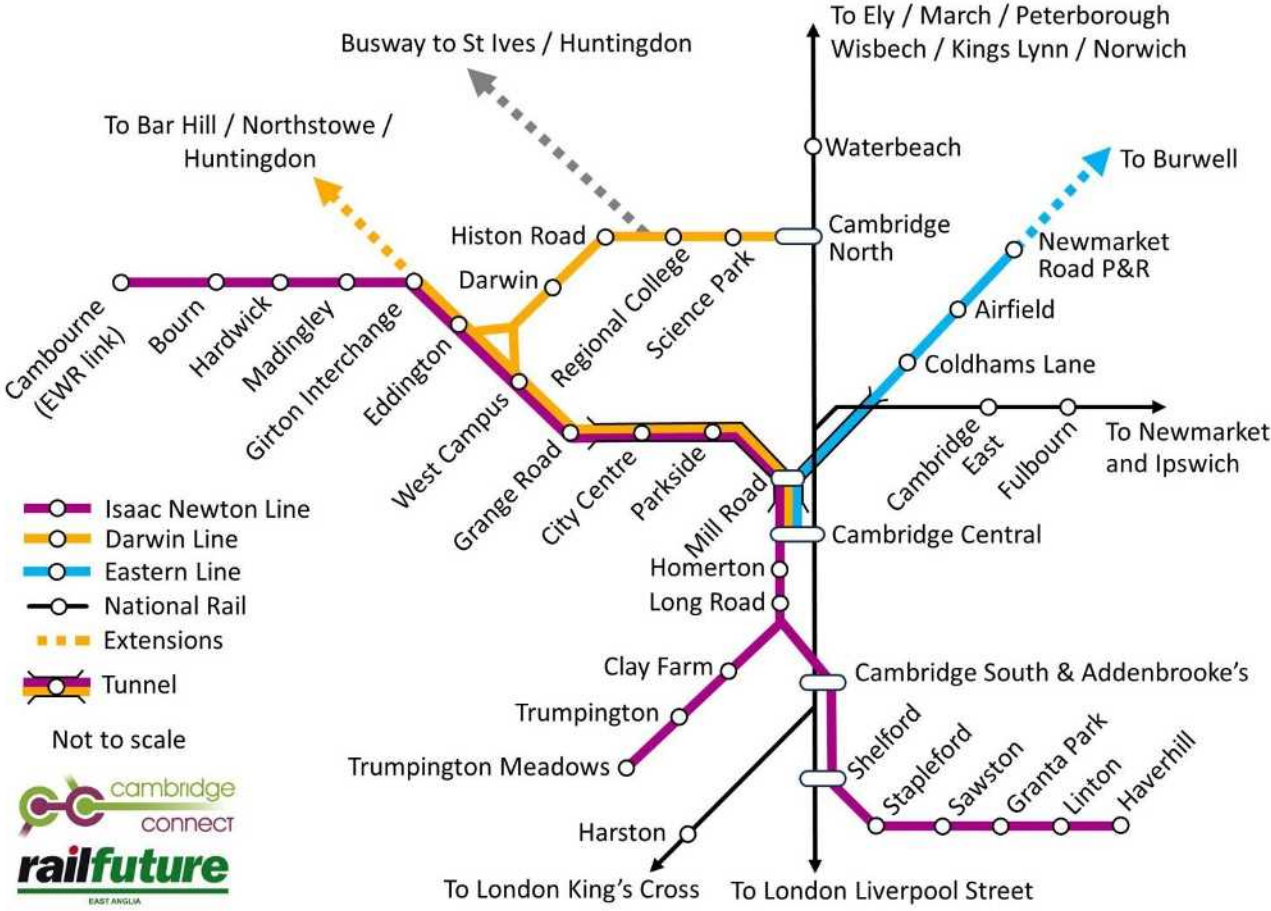 To Ely / March / Peterborough
Wisbech / Kings Lynn / Norwich
Busway to St Ives / Huntingdon
To Bar Hill / Northstowe /
Huntingdon
Waterbeach
To Burwell
Histon Road
Cambridge
North
Newmarket
Road P&R
Darwin
Regional College
Science Park
Cambourne
(EWR link)
Bourn
Hardwick
Madingley
Girton Interchange
Eddington
West Campus
Grange Road
City Centre
Parkside
Mill Road
Airfield
Coldhams Lane
Cambridge
East
Fulbourn
To Newmarket
and Ipswich
Isaac Newton Line
Darwin Line
Eastern Line
National Rail
Extensions
Tunnel
Not to scale
Cambridge Central
Homerton
Long Road
Clay Farm
Trumpington
Trumpington Meadows
Cambridge South & Addenbrooke's
Shelford
Stapleford
Sawston
Granta Park
Linton
Haverhill
Harston
To London King's Cross
To London Liverpool Street
cambridge
connect
railfuture
EAST ANGLIA